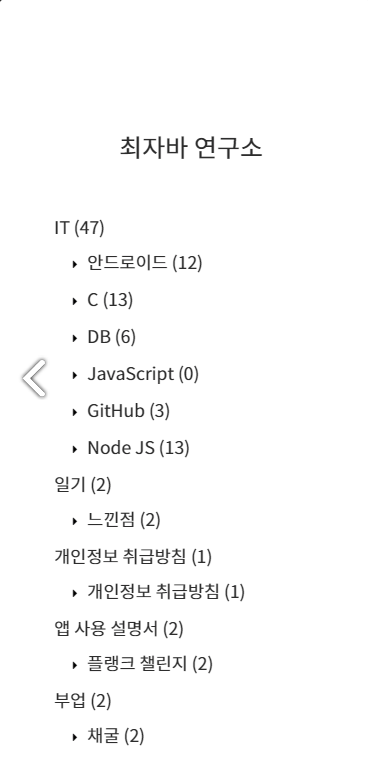 최자바 연구소
IT (47)
안드로이드 (12)
C (13)
DB (6)
JavaScript (0)
GitHub (3)
Node JS (13)
일기 (2)
느낀점 (2)
개인정보 취급방침 (1)
개인정보 취급방침 (1)
앱 사용 설명서 (2)
플랭크 챌린지 (2)
부업 (2)
채굴 (2)